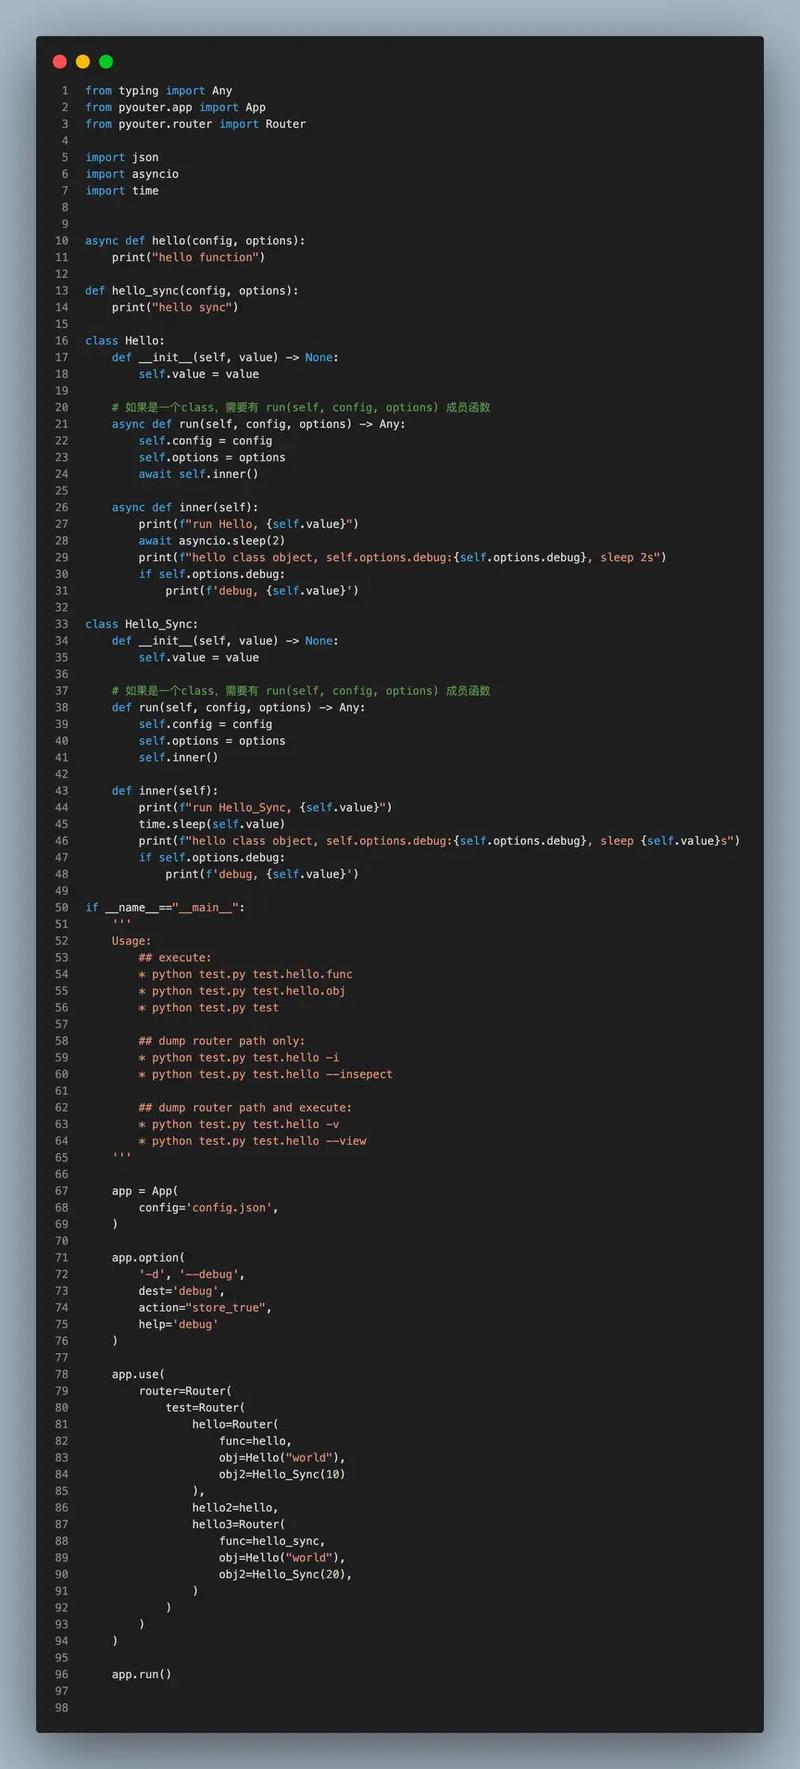 1 from typing import Any
2 from pyouter.app import App
3 from pyouter.router import Router
4
5 import json
6 import asyncio
7 import time
8
9
10 async def hello(config, options):
11     print("hello function")
12
13 def hello_sync(config, options):
14     print("hello sync")
15
16 class Hello:
17     def __init__(self, value) -> None:
18         self.value = value
19
20     # 如果是一个class，需要有 run(self, config, options) 成员函数
21     async def run(self, config, options) -> Any:
22         self.config = config
23         self.options = options
24         await self.inner()
25
26     async def inner(self):
27         print(f"run Hello, {self.value}")
28         await asyncio.sleep(2)
29         print(f"hello class object, self.options.debug:{self.options.debug}, sleep 2s")
30         if self.options.debug:
31             print(f'debug, {self.value}')
32
33 class Hello_Sync:
34     def __init__(self, value) -> None:
35         self.value = value
36
37     # 如果是一个class，需要有 run(self, config, options) 成员函数
38     def run(self, config, options) -> Any:
39         self.config = config
40         self.options = options
41         self.inner()
42
43     def inner(self):
44         print(f"run Hello_Sync, {self.value}")
45         time.sleep(self.value)
46         print(f"hello class object, self.options.debug:{self.options.debug}, sleep {self.value}s")
47         if self.options.debug:
48             print(f'debug, {self.value}')
49
50 if __name__=="__main__":
51     '''
52     Usage:
53         ## execute:
54         * python test.py test.hello.func
55         * python test.py test.hello.obj
56         * python test.py test
57
58         ## dump router path only:
59         * python test.py test.hello -i
60         * python test.py test.hello --insepect
61
62         ## dump router path and execute:
63         * python test.py test.hello -v
64         * python test.py test.hello --view
65     '''
66
67     app = App(
68         config='config.json',
69     )
70
71     app.option(
72         '-d', '--debug',
73         dest='debug',
74         action="store_true",
75         help='debug'
76     )
77
78     app.use(
79         router=Router(
80             test=Router(
81                 hello=Router(
82                     func=hello,
83                     obj=Hello("world"),
84                     obj2=Hello_Sync(10)
85                 ),
86                 hello2=hello,
87                 hello3=Router(
88                     func=hello_sync,
89                     obj=Hello("world"),
90                     obj2=Hello_Sync(20),
91                 )
92             )
93         )
94     )
95
96     app.run()
97
98